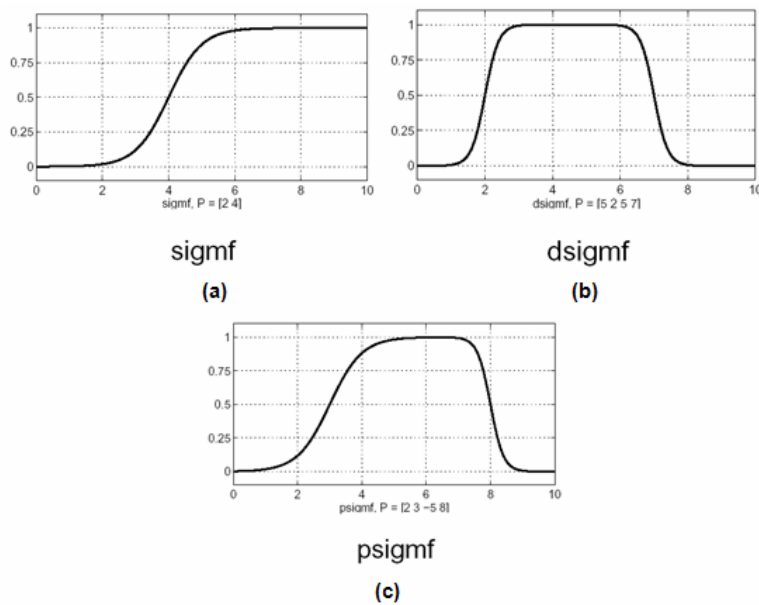 1
0.75
0.5
0.25
0
0 2 4 6 8 10
sigmf, P = [2 4]
sigmf
(a)
1
0.75
0.5
0.25
0
0 2 4 6 8 10
dsigmf, P = [5 2 5 7]
dsigmf
(b)
1
0.75
0.5
0.25
0
0 2 4 6 8 10
psigmf, P = [2 3 −5 8]
psigmf
(c)